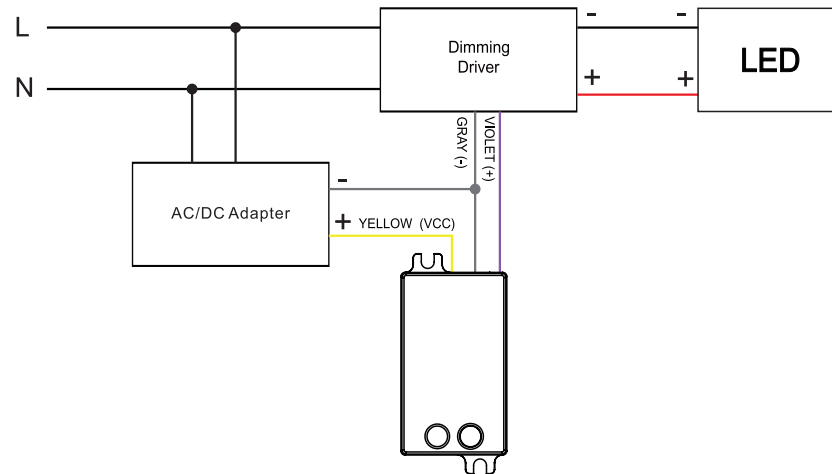 L
N
Dimming
Driver
- -
+ +
LED
GRAY (-)
VIOLET (+)
AC/DC Adapter
-
+ YELLOW (VCC)